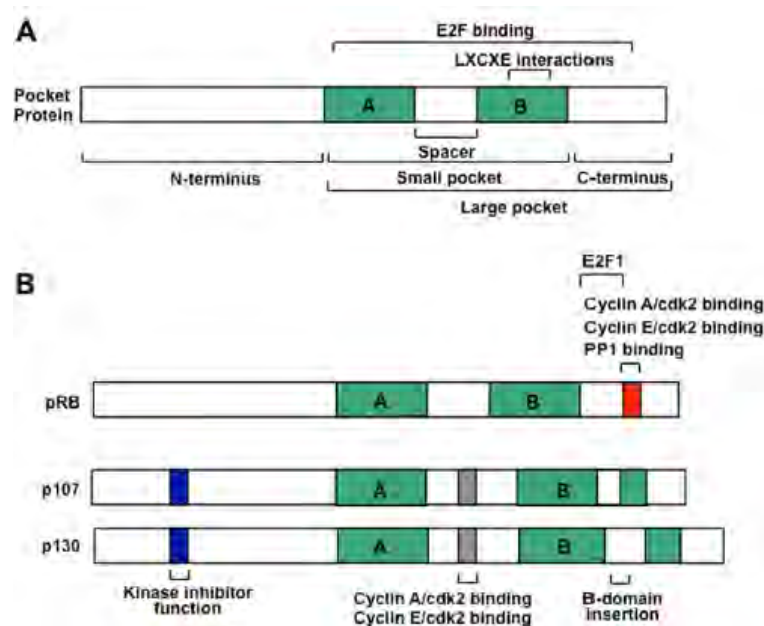 A
E2F binding
LXCXE interactions
Pocket
Protein
A
B
Spacer
N-terminus
Small pocket
C-terminus
Large pocket
B
E2F1
Cyclin A/cdk2 binding
Cyclin E/cdk2 binding
PP1 binding
pRB
A
B
p107
A
B
p130
A
B
Kinase inhibitor
function
Cyclin A/cdk2 binding
Cyclin E/cdk2 binding
B-domain
insertion